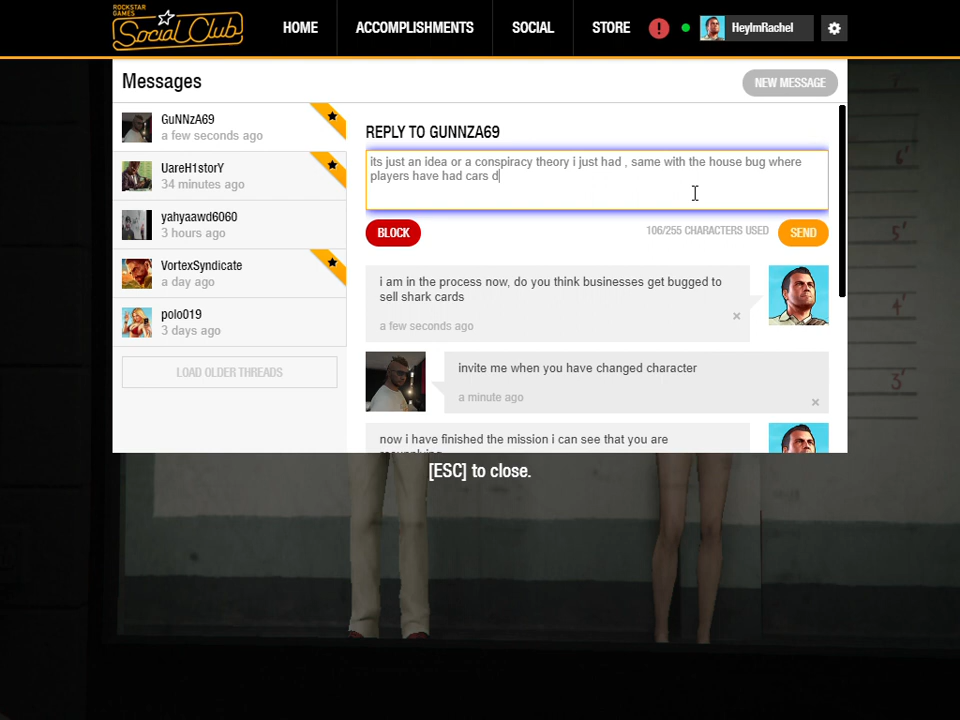 ROCKSTAR
GAMES
Social Club
HOME
ACCOMPLISHMENTS
SOCIAL
STORE
!
HeyImRachel
Messages
NEW MESSAGE
GuNNzA69
a few seconds ago
UareH1storY
34 minutes ago
yahyaawd6060
3 hours ago
VortexSyndicate
a day ago
polo019
3 days ago
LOAD OLDER THREADS
REPLY TO GUNNZA69
its just an idea or a conspiracy theory i just had , same with the house bug where
players have had cars d
BLOCK
106/255 CHARACTERS USED
SEND
i am in the process now, do you think businesses get bugged to
sell shark cards
a few seconds ago
invite me when you have changed character
a minute ago
now i have finished the mission i can see that you are
resupplying
[ESC] to close.
7'
6'
5'
4'
3'